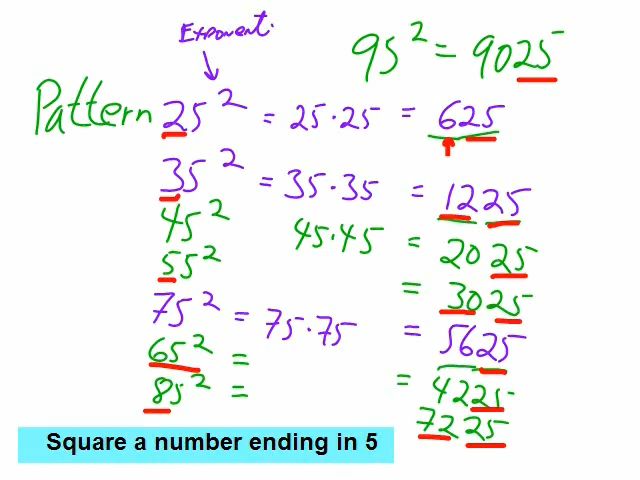 Exponent.
95² = 9025
Pattern 25² = 25·25 = 625
35² = 35·35 = 1225
45² 45·45 = 2025
55² = 3025
75² = 75·75 = 5625
65² = = 4225
85² = 7225
Square a number ending in 5